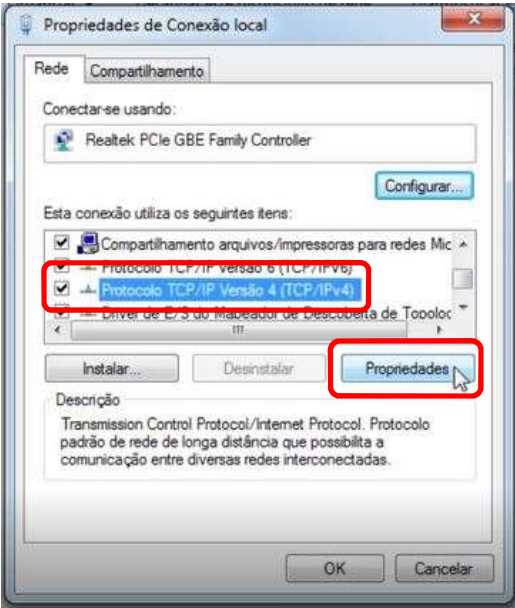 Propriedades de Conexão local
Rede Compartilhamento
Conectar-se usando:
Realtek PCIe GBE Family Controller
Configurar...
Esta conexão utiliza os seguintes itens:
Compartilhamento arquivos/impressoras para redes Mic
Protocolo TCP/IP Versão 6 (TCP/IPv6)
Protocolo TCP/IP Versão 4 (TCP/IPv4)
Driver de E/S do Mapeador de Descoberta de Topoloc
Instalar... Desinstalar Propriedades
Descrição
Transmission Control Protocol/Internet Protocol. Protocolo
padrão de rede de longa distância que possibilita a
comunicação entre diversas redes interconectadas.
OK Cancelar